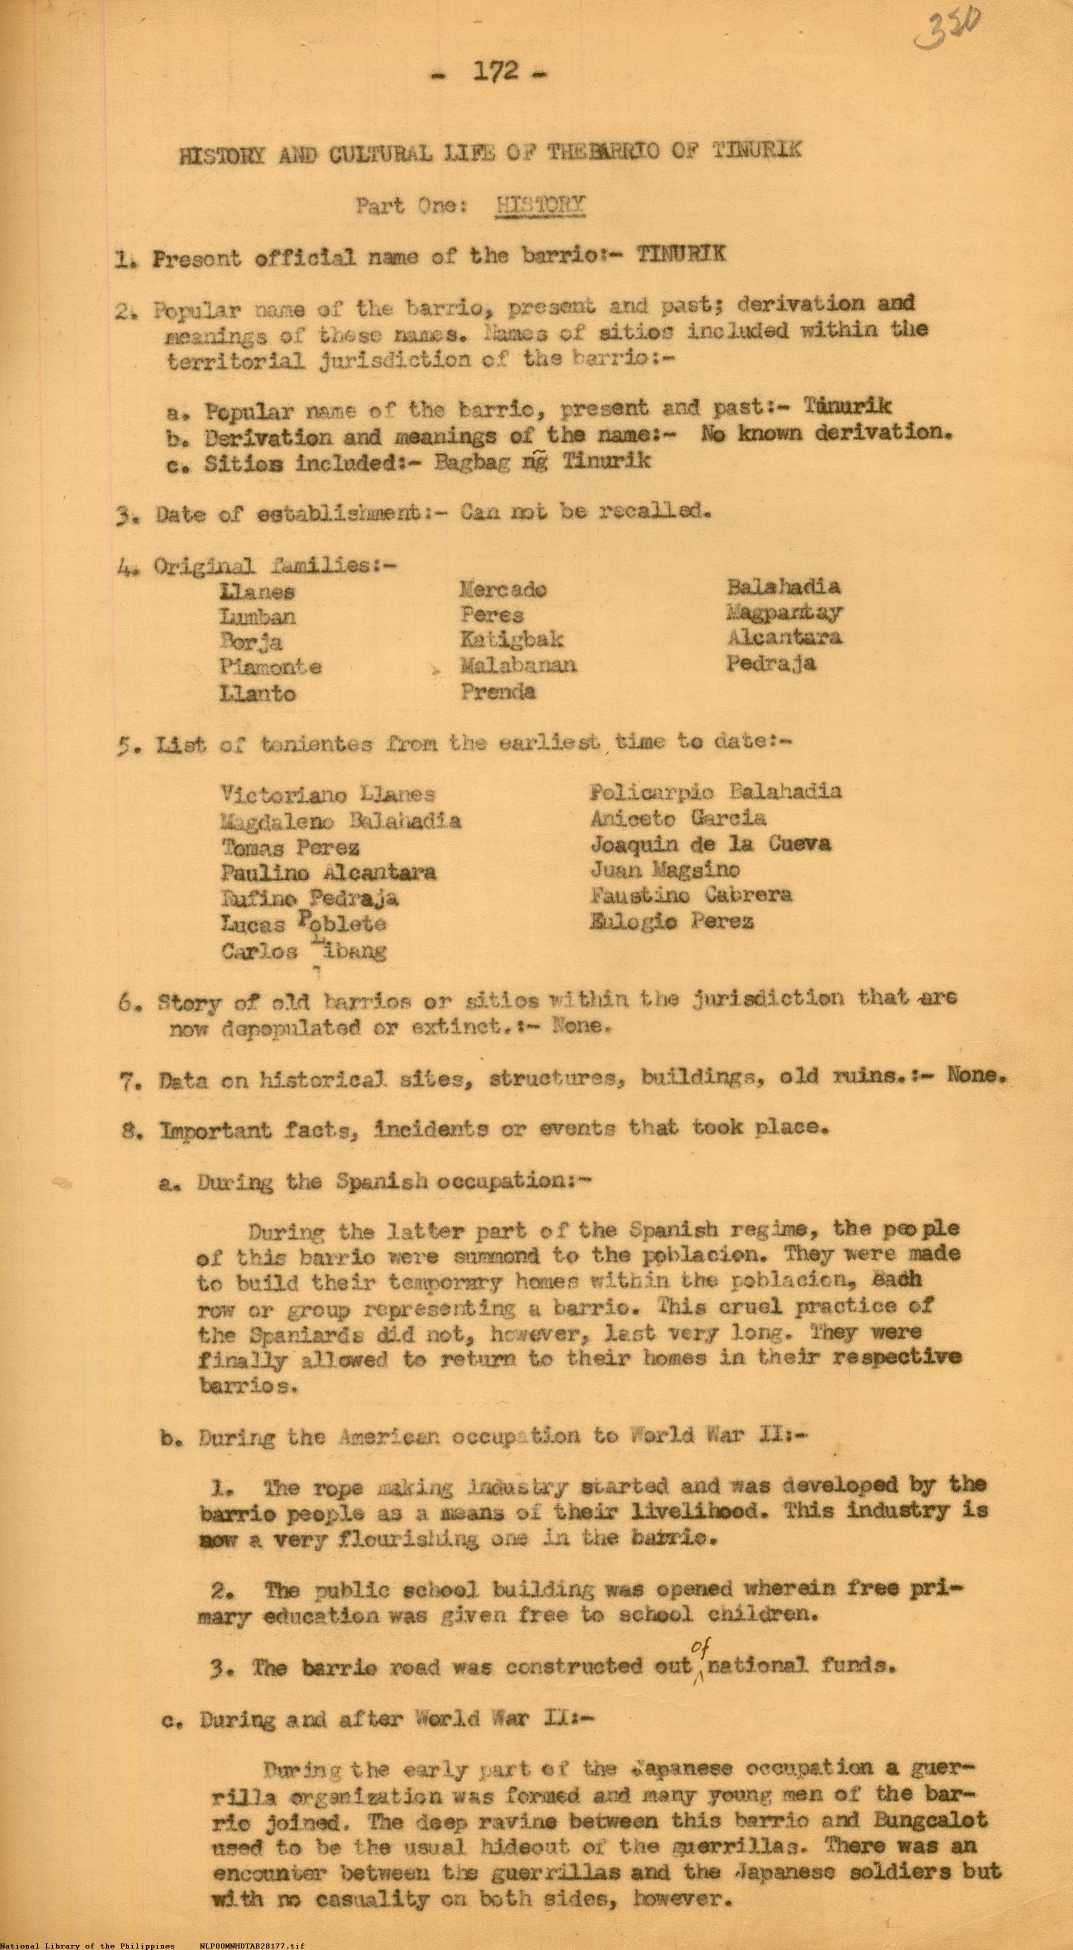 350
- 172 -
HISTORY AND CULTURAL LIFE OF THEBARRIO OF TINURIK
Part One: HISTORY
1. Present official name of the barrio:- TINURIK
2. Popular name of the barrio, present and past; derivation and
meanings of these names. Names of sitios included within the
territorial jurisdiction of the barrio:-
a. Popular name of the barrio, present and past:- Tinurik
b. Derivation and meanings of the name:- No known derivation.
c. Sitios included:- Bagbag ng̃ Tinurik
3. Date of establishment:- Can not be recalled.
4. Original families:-
Llanes Mercado Balahadia
Lumban Peres Magpantay
Borja Katigbak Alcantara
Piamonte Malabanan Pedraja
Llanto Prenda
5. List of tenientes from the earliest time to date:-
Victoriano Llanes Policarpio Balahadia
Magdaleno Balahadia Aniceto Garcia
Tomas Perez Joaquin de la Cueva
Paulino Alcantara Juan Magsino
Rufino Pedraja Faustino Cabrera
Lucas Poblete Eulogio Perez
Carlos Libang
6. Story of old barrios or sitios within the jurisdiction that are
now depopulated or extinct.:- None.
7. Data on historical sites, structures, buildings, old ruins.:- None.
8. Important facts, incidents or events that took place.
a. During the Spanish occupation:-
During the latter part of the Spanish regime, the people
of this barrio were summond to the poblacion. They were made
to build their temporary homes within the poblacion, each
row or group representing a barrio. This cruel practice of
the Spaniards did not, however, last very long. They were
finally allowed to return to their homes in their respective
barrios.
b. During the American occupation to World War II:-
1. The rope making industry started and was developed by the
barrio people as a means of their livelihood. This industry is
now a very flourishing one in the barrio.
2. The public school building was opened wherein free pri-
mary education was given free to school children.
3. The barrio road was constructed out of national funds.
c. During and after World War II:-
During the early part of the Japanese occupation a guer-
rilla organization was formed and many young men of the bar-
rio joined. The deep ravine between this barrio and Bungcalot
used to be the usual hideout of the guerrillas. There was an
encounter between the guerrillas and the Japanese soldiers but
with no casuality on both sides, however.
National Library of the Philippines NLP00MNHDTAB28177.tif